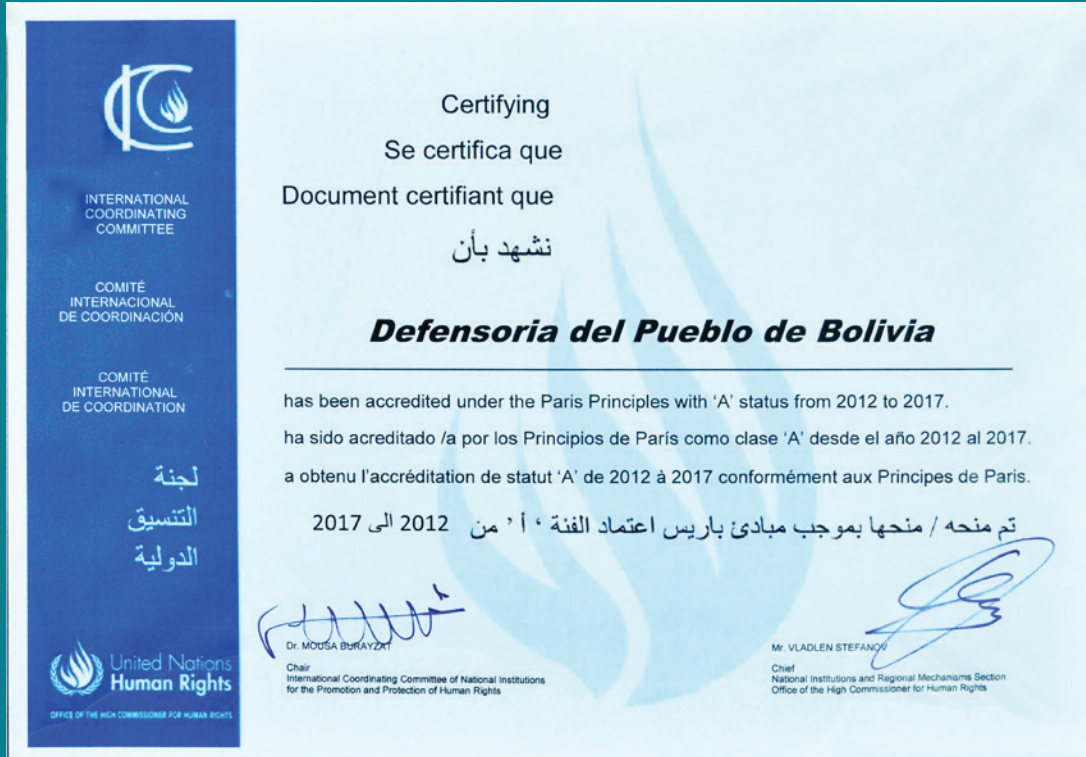 INTERNATIONAL
COORDINATING
COMMITTEE
COMITÉ
INTERNACIONAL
DE COORDINACIÓN
COMITÉ
INTERNATIONAL
DE COORDINATION
لجنة
التنسيق
الدولية
United Nations
Human Rights
OFFICE OF THE HIGH COMMISSIONER FOR HUMAN RIGHTS
Certifying
Se certifica que
Document certifiant que
نشهد بأن
Defensoria del Pueblo de Bolivia
has been accredited under the Paris Principles with ‘A’ status from 2012 to 2017.
ha sido acreditado /a por los Principios de París como clase ‘A’ desde el año 2012 al 2017.
a obtenu l’accréditation de statut ‘A’ de 2012 à 2017 conformément aux Principes de Paris.
تم منحه / منحها بموجب مبادئ باريس اعتماد الفئة ‘ أ ’ من 2012 الى 2017
Dr. MOUSA BURAYZAT
Chair
International Coordinating Committee of National Institutions
for the Promotion and Protection of Human Rights
Mr. VLADLEN STEFANOV
Chief
National Institutions and Regional Mechanisms Section
Office of the High Commissioner for Human Rights